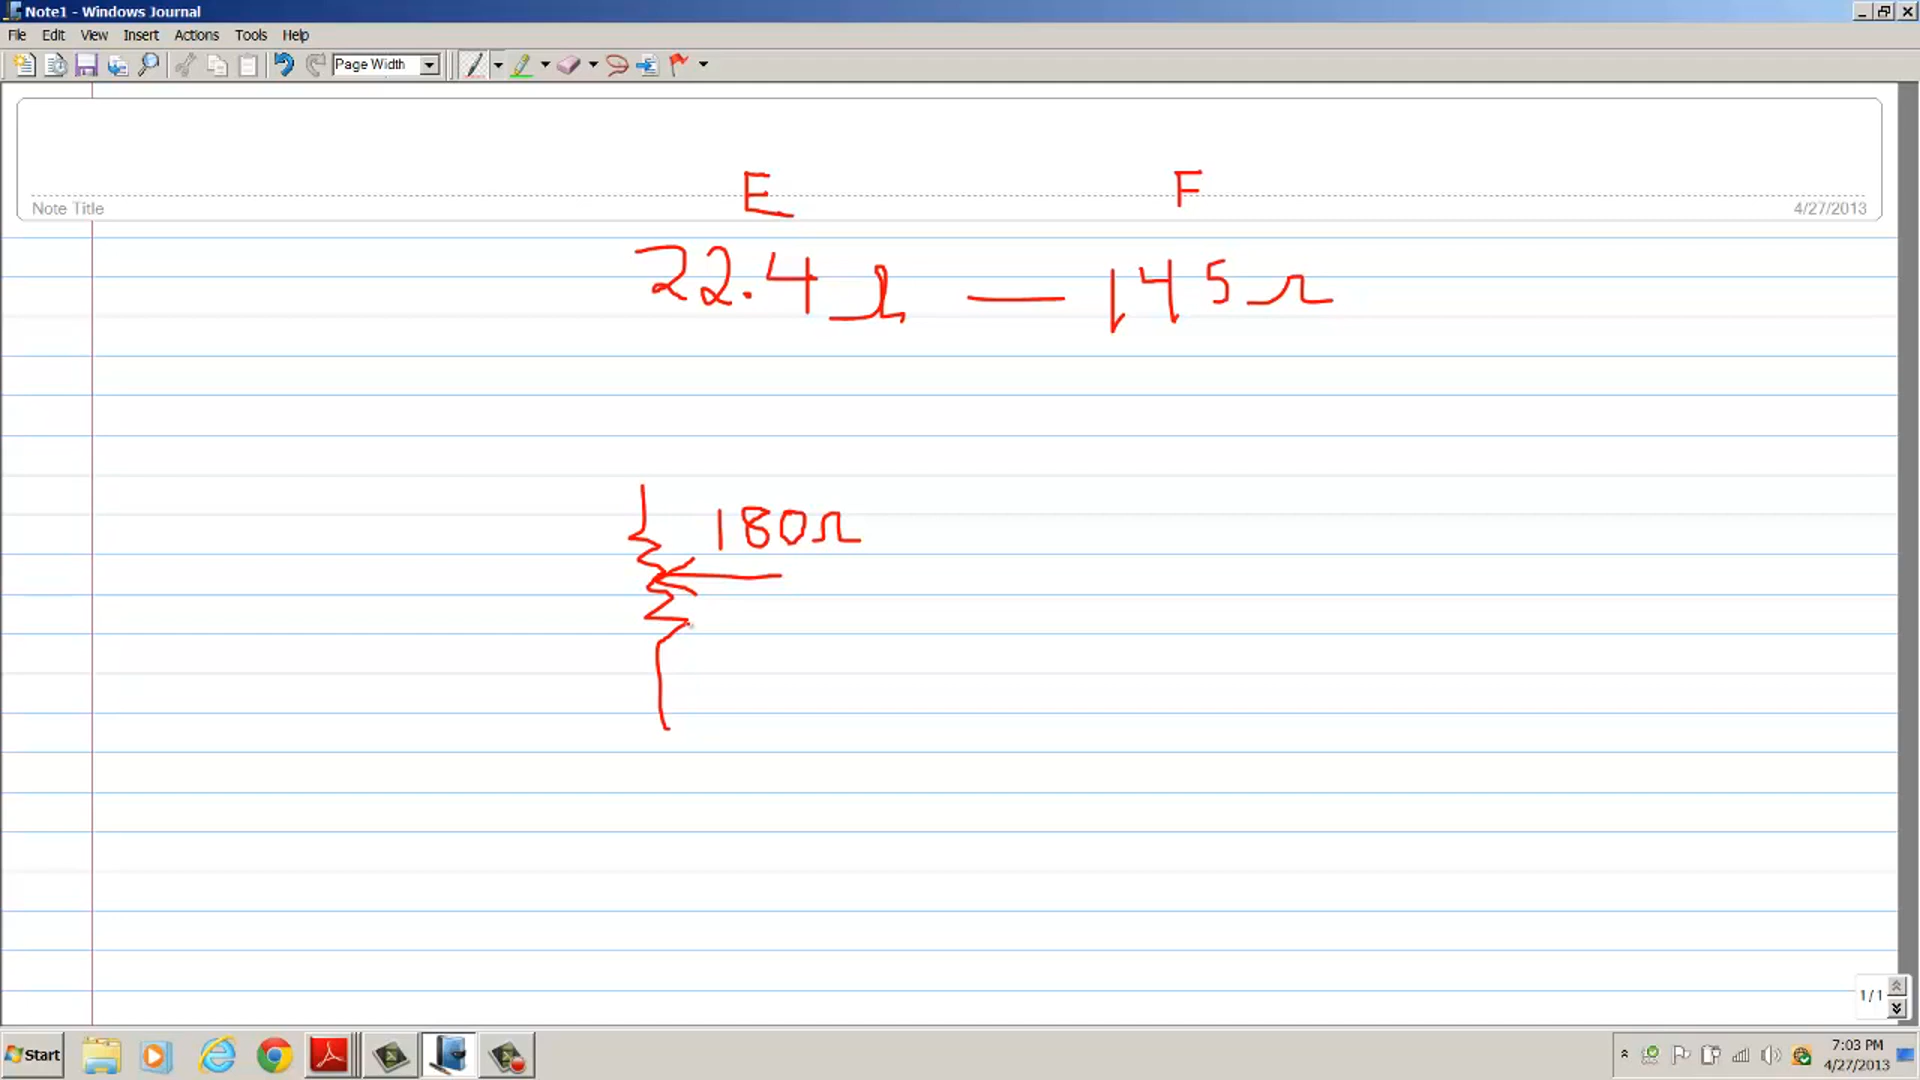 Note1 - Windows Journal
File Edit View Insert Actions Tools Help
Page Width
E F
Note Title 4/27/2013
22.4Ω — 145Ω
180Ω
1/1
Start 7:03 PM
4/27/2013